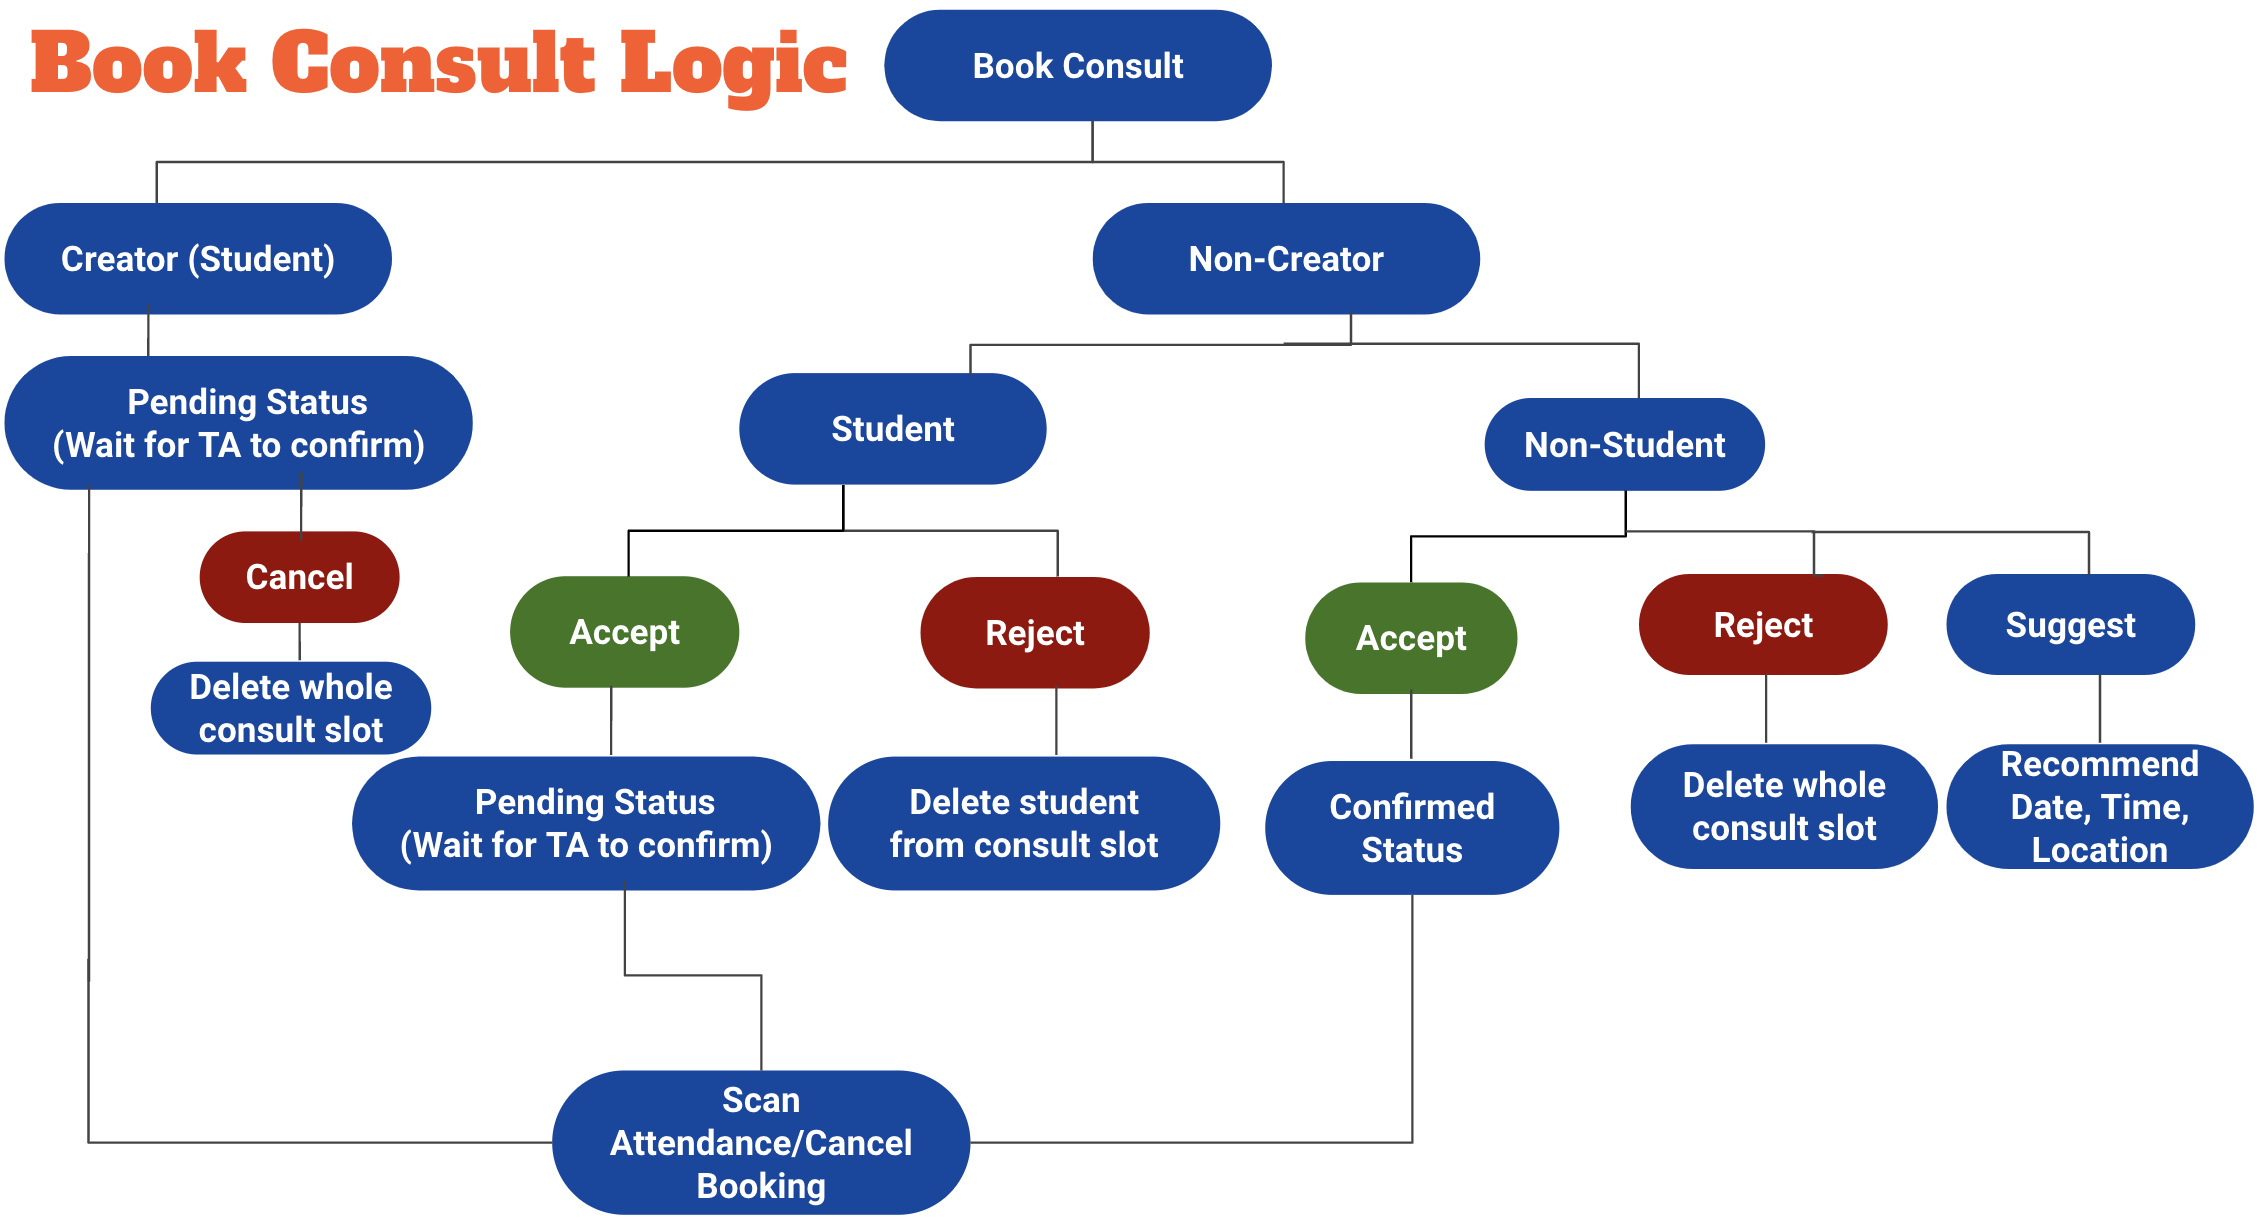 Book Consult Logic
Book Consult
Creator (Student)
Non-Creator
Pending Status
(Wait for TA to confirm)
Student
Non-Student
Cancel
Accept
Reject
Accept
Reject
Suggest
Delete whole
consult slot
Pending Status
(Wait for TA to confirm)
Delete student
from consult slot
Confirmed
Status
Delete whole
consult slot
Recommend
Date, Time,
Location
Scan
Attendance/Cancel
Booking